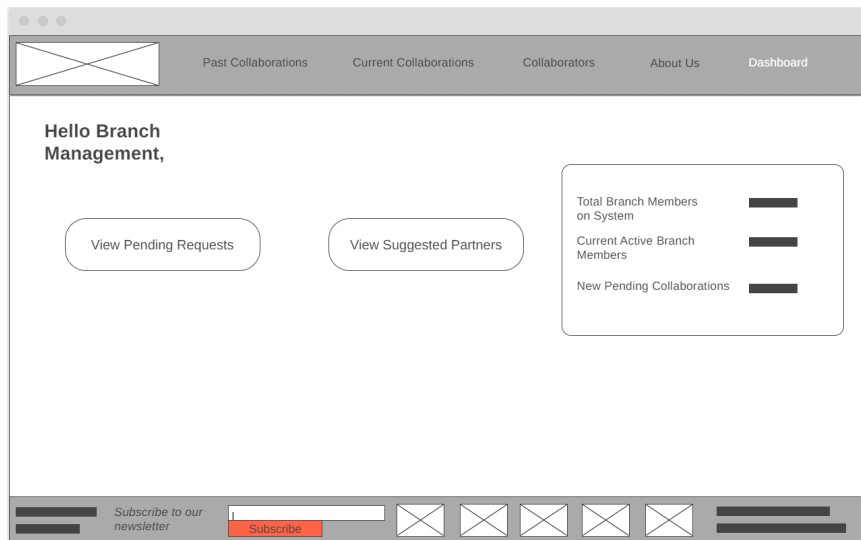 Past Collaborations
Current Collaborations
Collaborators
About Us
Dashboard
Hello Branch
Management,
View Pending Requests
View Suggested Partners
Total Branch Members
on System
Current Active Branch
Members
New Pending Collaborations
Subscribe to our
newsletter
Subscribe